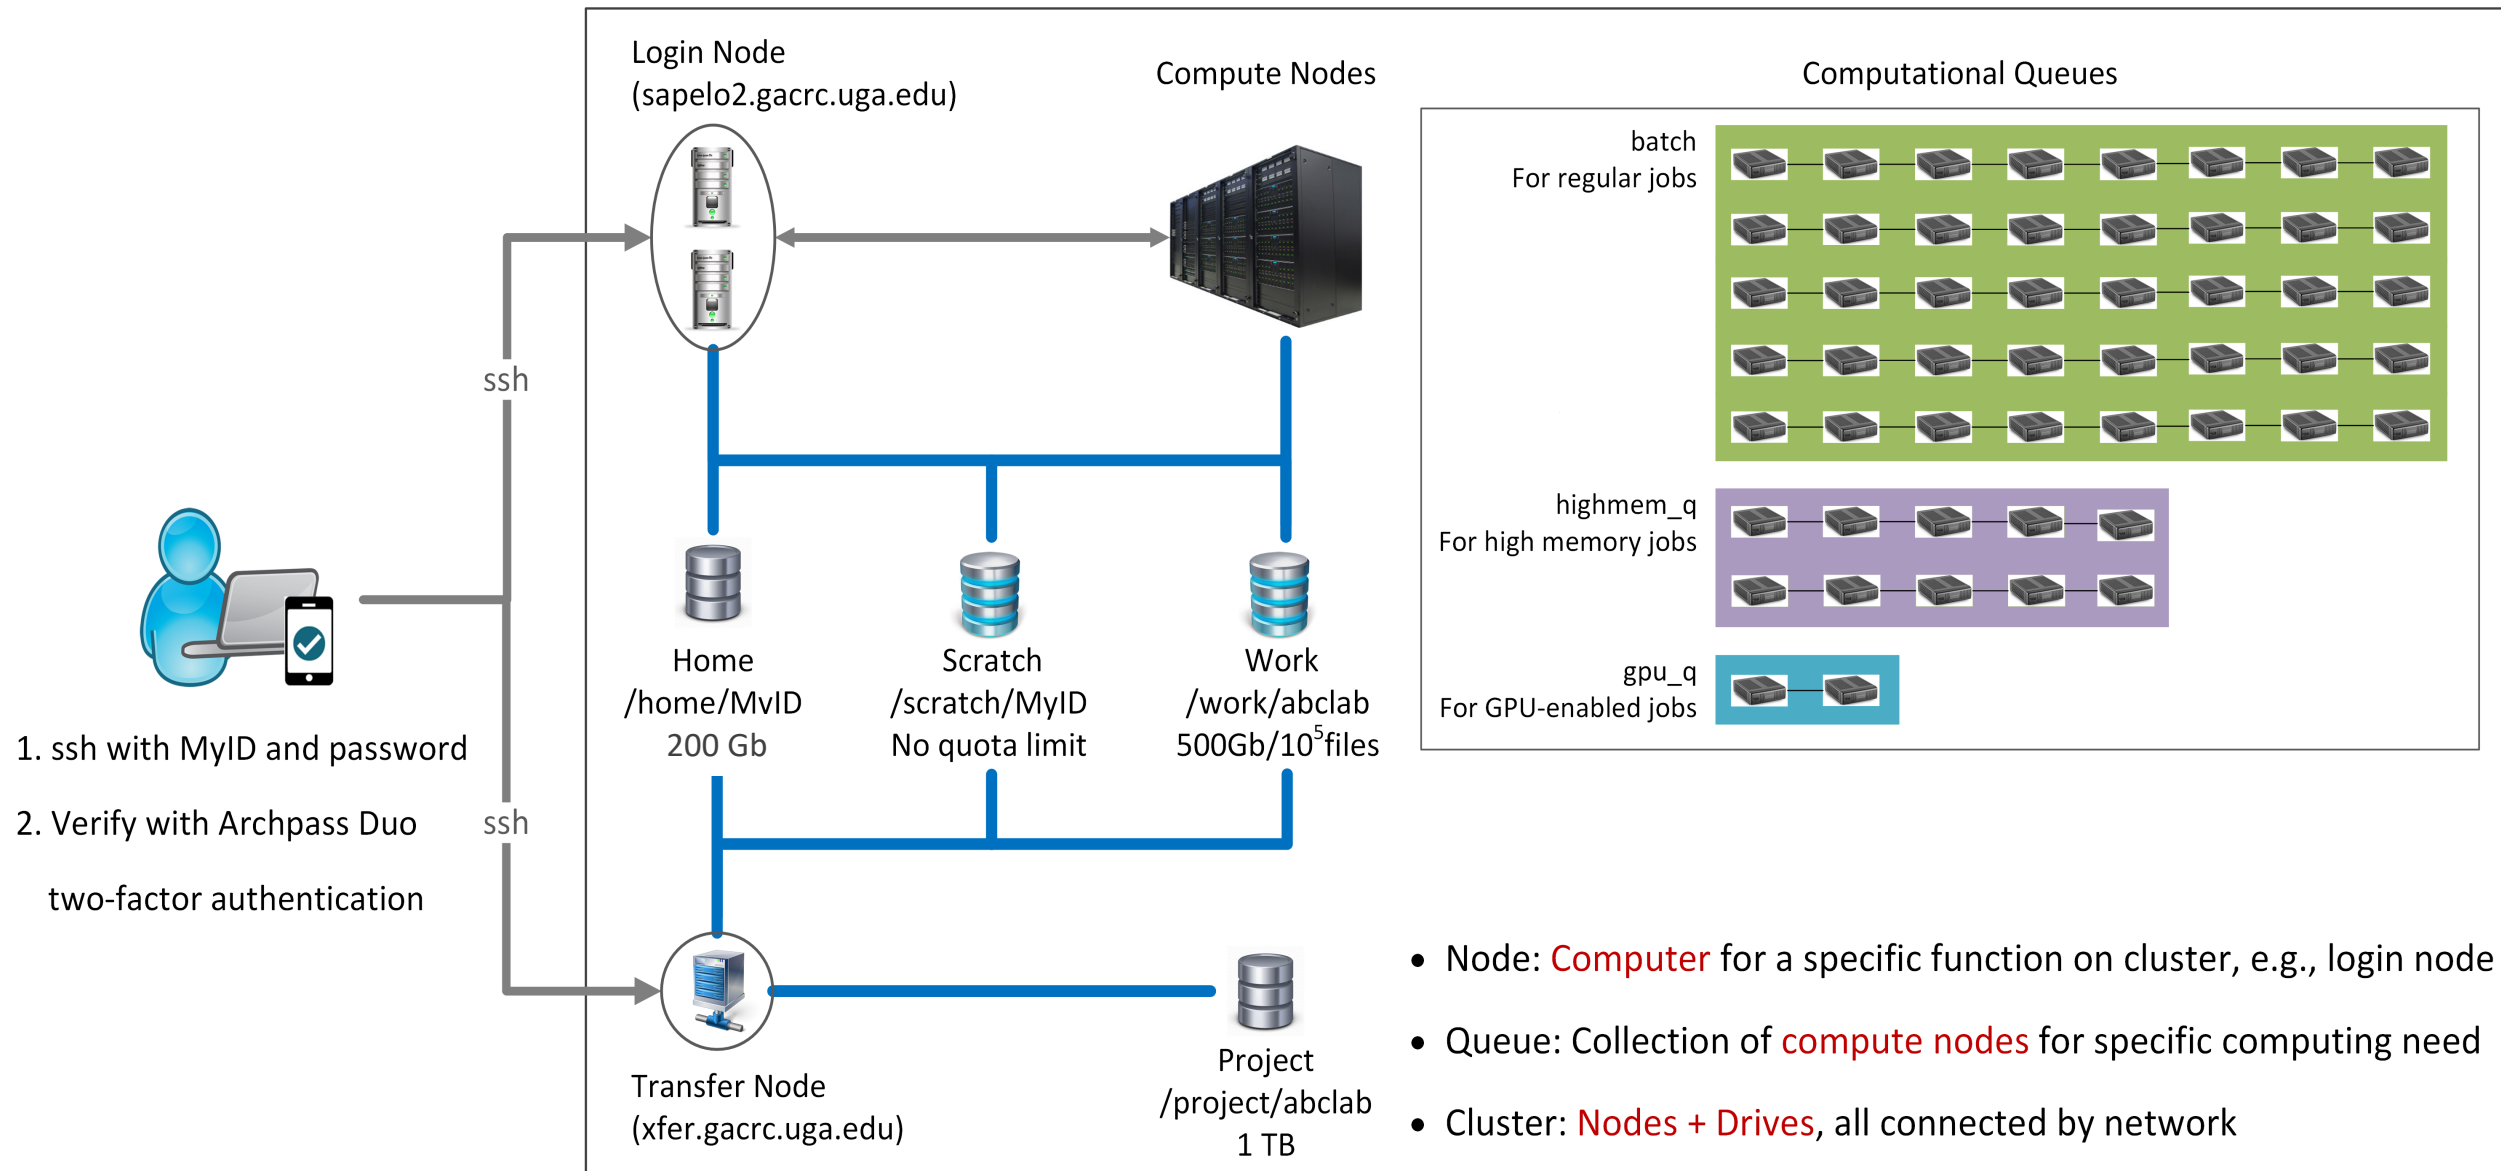 Login Node
(sapelo2.gacrc.uga.edu)
Compute Nodes
Computational Queues
batch
For regular jobs
highmem_q
For high memory jobs
gpu_q
For GPU-enabled jobs
ssh
Home
/home/MvID
200 Gb
Scratch
/scratch/MyID
No quota limit
Work
/work/abclab
500Gb/10⁵files
1. ssh with MyID and password
2. Verify with Archpass Duo
two-factor authentication
ssh
Transfer Node
(xfer.gacrc.uga.edu)
Project
/project/abclab
1 TB
• Node: Computer for a specific function on cluster, e.g., login node
• Queue: Collection of compute nodes for specific computing need
• Cluster: Nodes + Drives, all connected by network